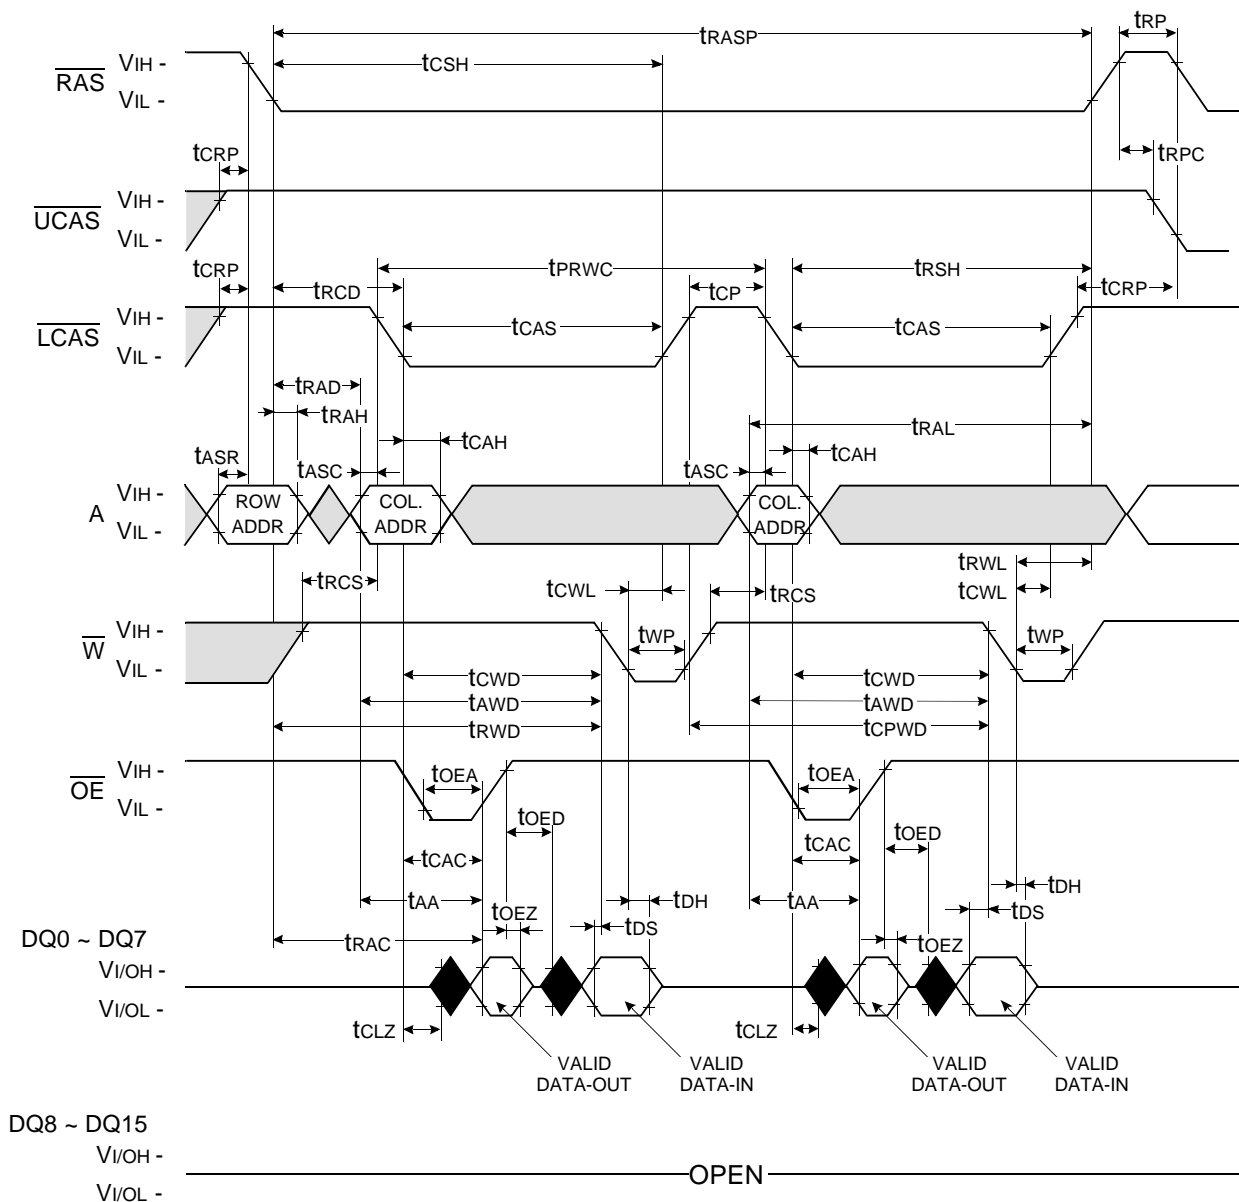 tRASP
tRP
tCSH
RAS
VIH -
VIL -
tCRP
tRPC
UCAS
VIH -
VIL -
tCRP
tRCD
tPRWC
tCP
tRSH
tCRP
LCAS
VIH -
VIL -
tCAS
tCAS
tRAD
tRAH
tCAH
tRAL
tCAH
tASR
tASC
tASC
A
VIH -
VIL -
ROW
ADDR
COL.
ADDR
COL.
ADDR
tRCS
tCWL
tRCS
tRWL
tCWL
W
VIH -
VIL -
tWP
tWP
tCWD
tCWD
tAWD
tAWD
tRWD
tCPWD
OE
VIH -
VIL -
tOEA
tOEA
tOED
tOED
tCAC
tCAC
tAA
tOEZ
tDH
tDS
tAA
tOEZ
tDH
tDS
tRAC
DQ0 ~ DQ7
VI/OH -
VI/OL -
tCLZ
tCLZ
VALID
DATA-OUT
VALID
DATA-IN
VALID
DATA-OUT
VALID
DATA-IN
DQ8 ~ DQ15
VI/OH -
OPEN
VI/OL -